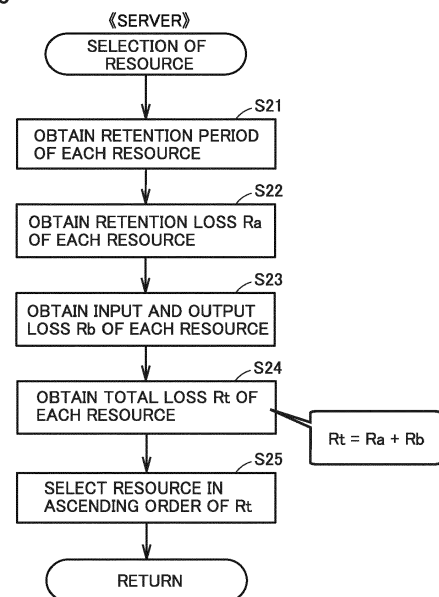 《SERVER》
SELECTION OF
RESOURCE
S21
OBTAIN RETENTION PERIOD
OF EACH RESOURCE
S22
OBTAIN RETENTION LOSS Ra
OF EACH RESOURCE
S23
OBTAIN INPUT AND OUTPUT
LOSS Rb OF EACH RESOURCE
S24
OBTAIN TOTAL LOSS Rt OF
EACH RESOURCE
Rt = Ra + Rb
S25
SELECT RESOURCE IN
ASCENDING ORDER OF Rt
RETURN